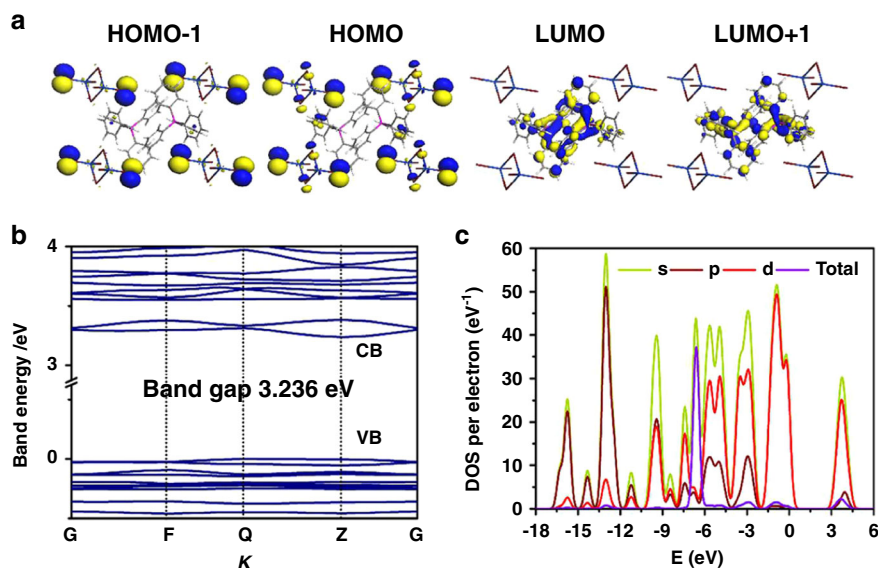 a
HOMO-1 HOMO LUMO LUMO+1
b
4
3
0
Band energy /eV
CB
Band gap 3.236 eV
VB
G F Q Z G
K
c
60
50
40
30
20
10
0
DOS per electron (eV⁻¹)
s p d Total
-18 -15 -12 -9 -6 -3 0 3 6
E (eV)